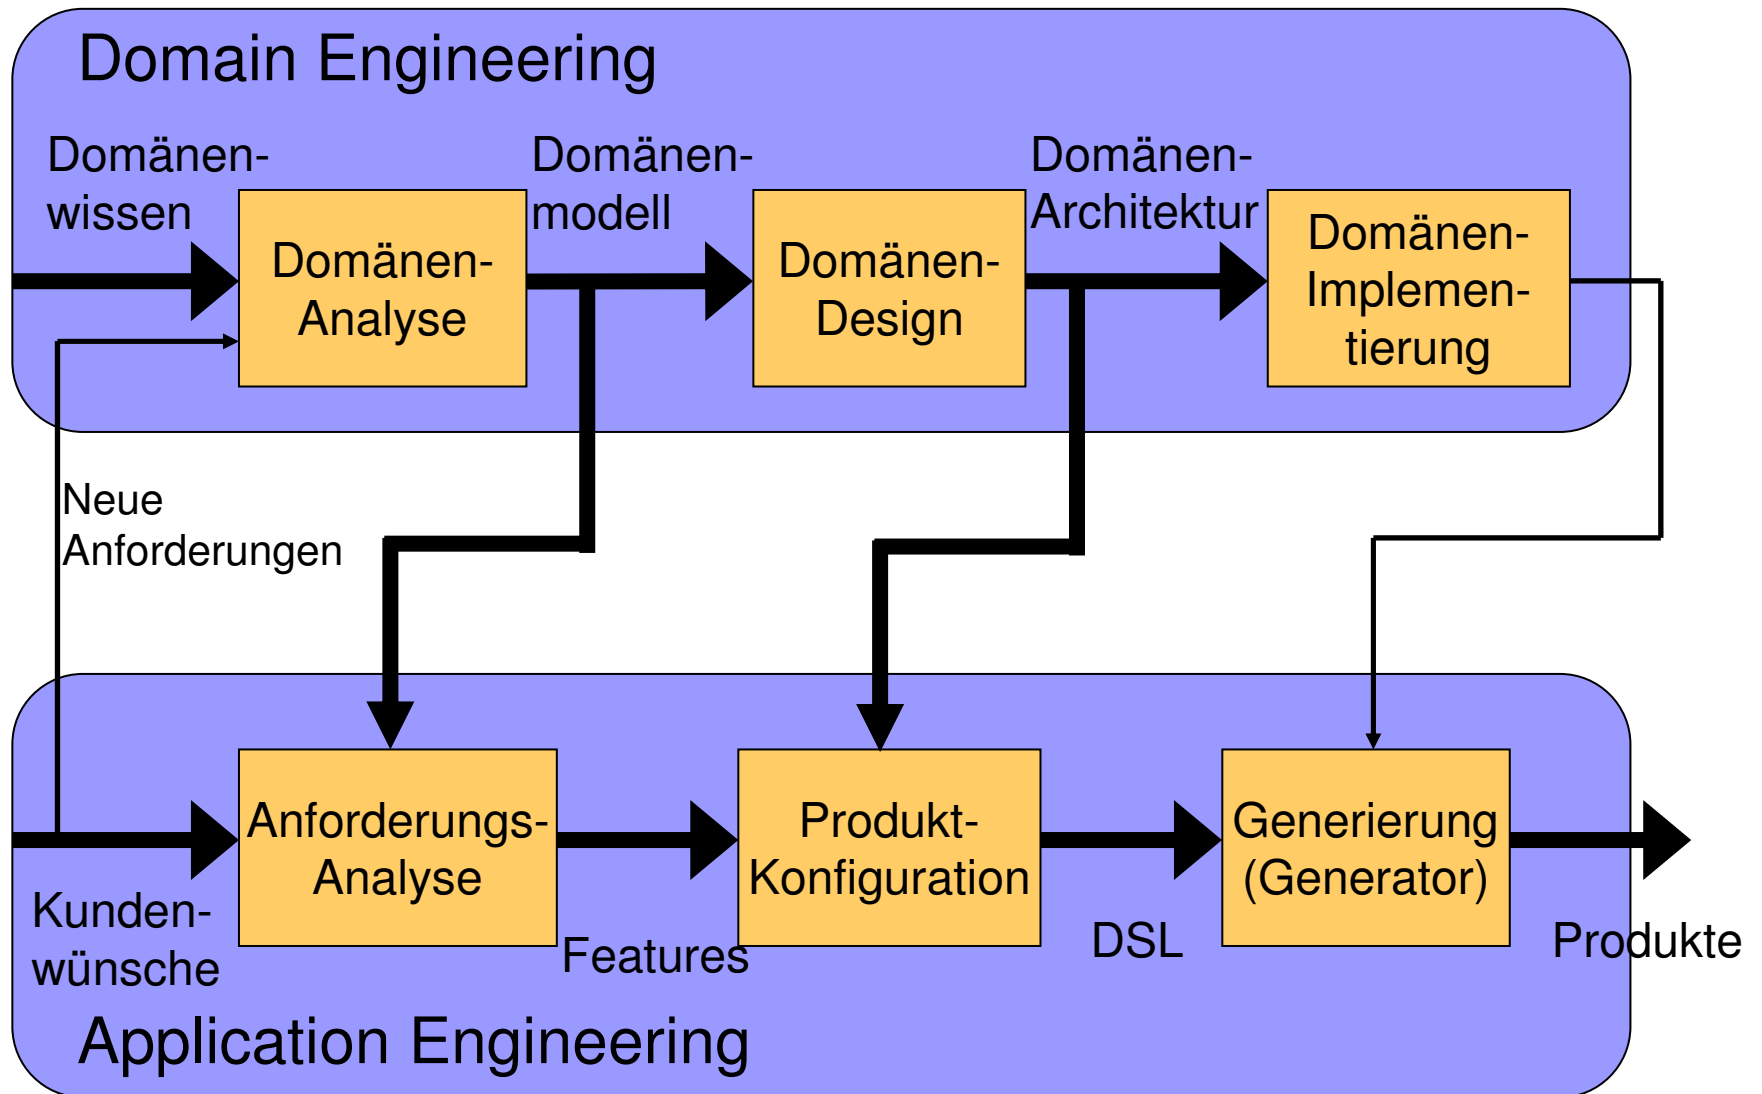 Domain Engineering
Domänen-
wissen
Domänen-
Analyse
Domänen-
modell
Domänen-
Design
Domänen-
Architektur
Domänen-
Implemen-
tierung
Neue
Anforderungen
Kunden-
wünsche
Anforderungs-
Analyse
Features
Produkt-
Konfiguration
DSL
Generierung
(Generator)
Produkte
Application Engineering